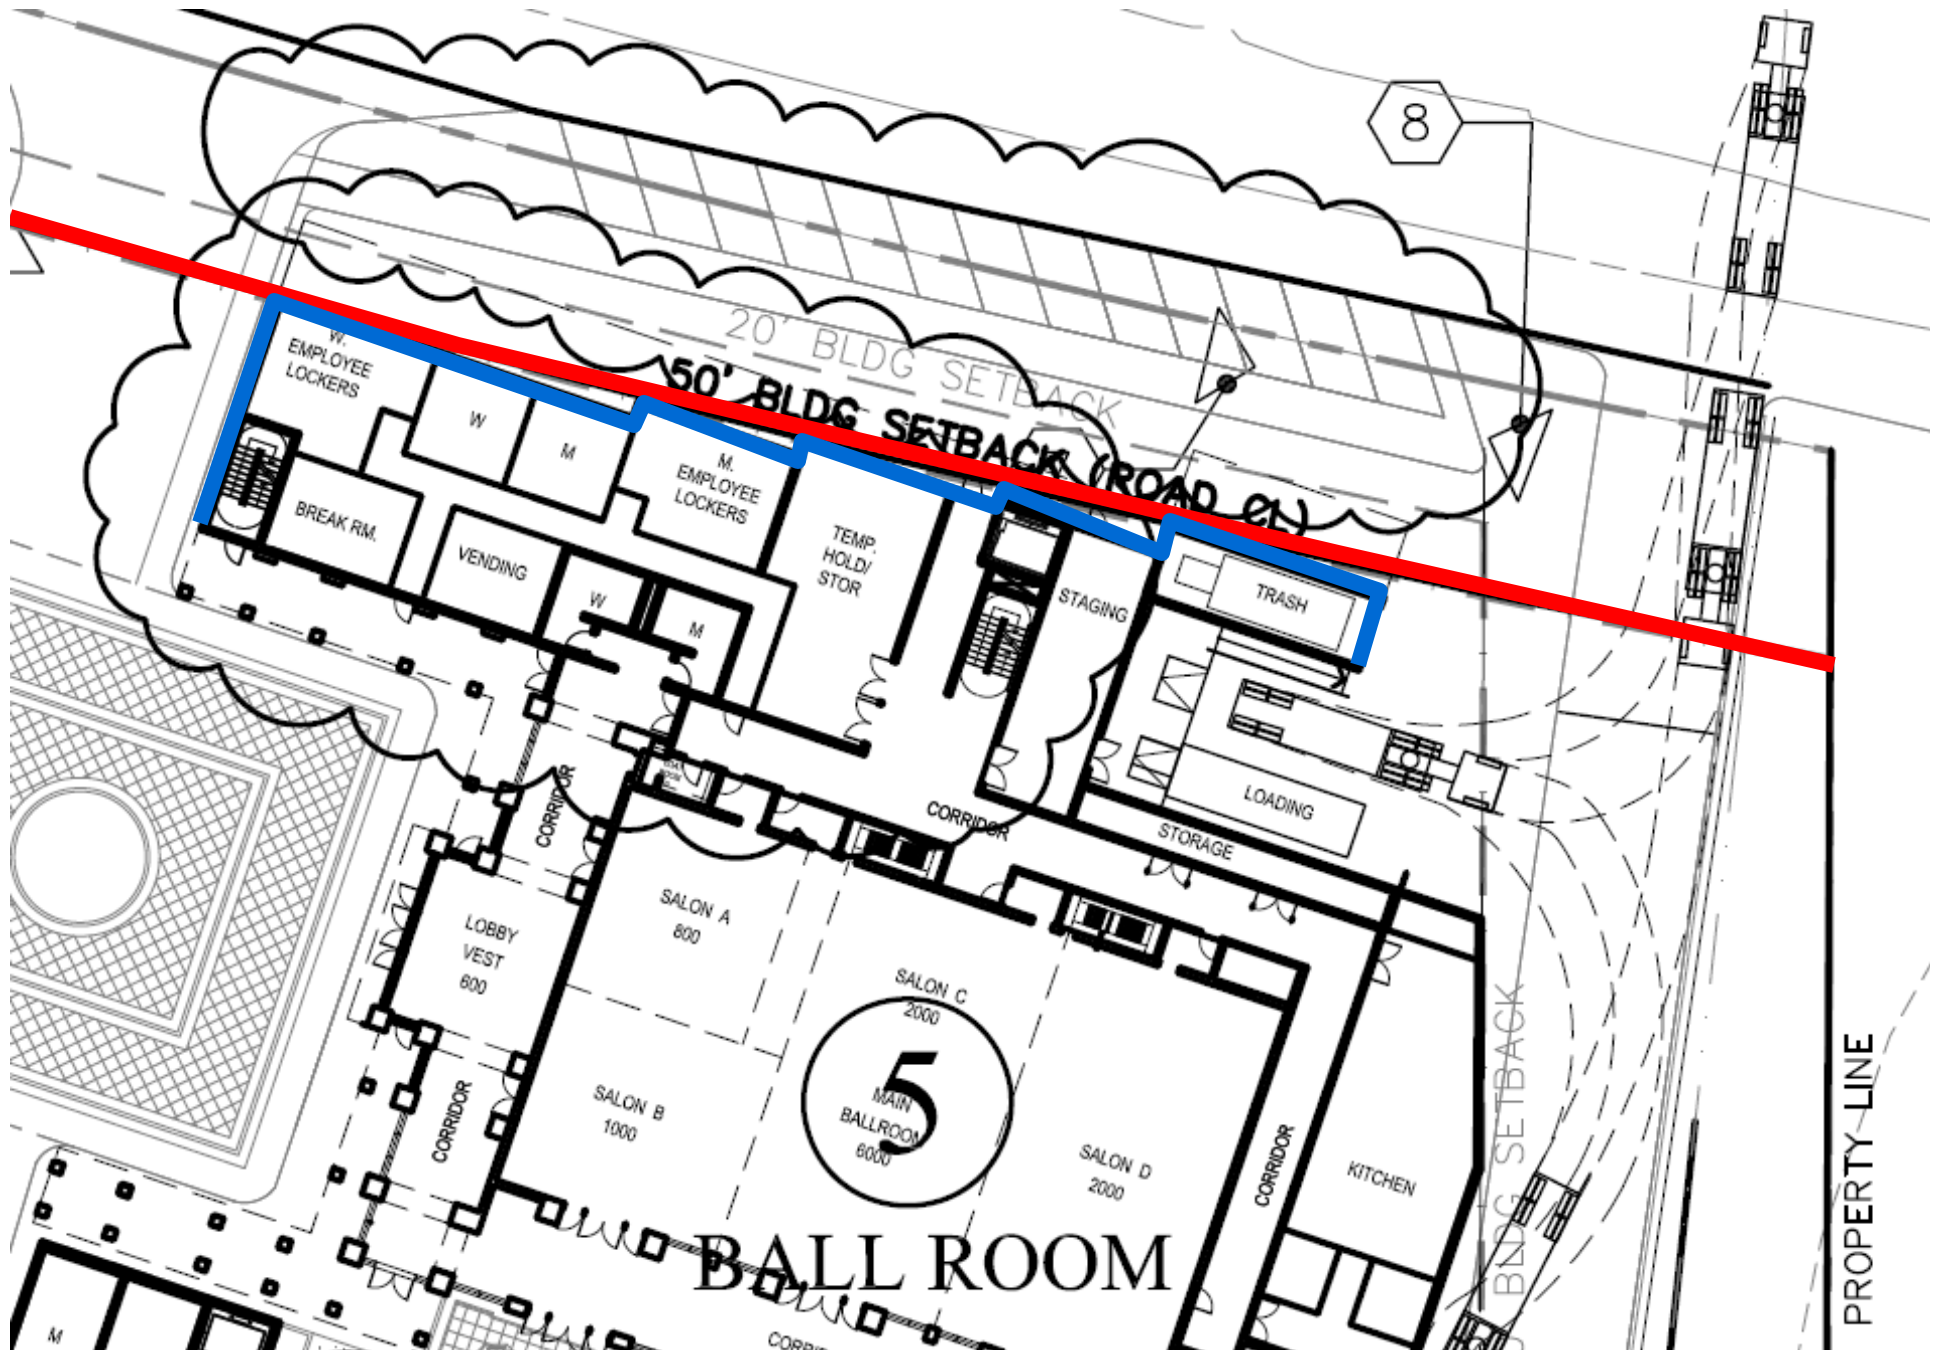 8
20' BLDG SETBACK
50' BLDG SETBACK (ROAD CL)
W.
EMPLOYEE
LOCKERS
W
M
M.
EMPLOYEE
LOCKERS
BREAK RM.
VENDING
TEMP.
HOLD/
STOR
W
M
STAGING
TRASH
LOADING
STORAGE
CORRIDOR
CORRIDOR
SALON A
800
LOBBY
VEST
600
SALON C
2000
5
MAIN
BALLROOM
6000
SALON B
1000
SALON D
2000
CORRIDOR
CORRIDOR
KITCHEN
BLDG SETBACK
PROPERTY LINE
BALL ROOM
M